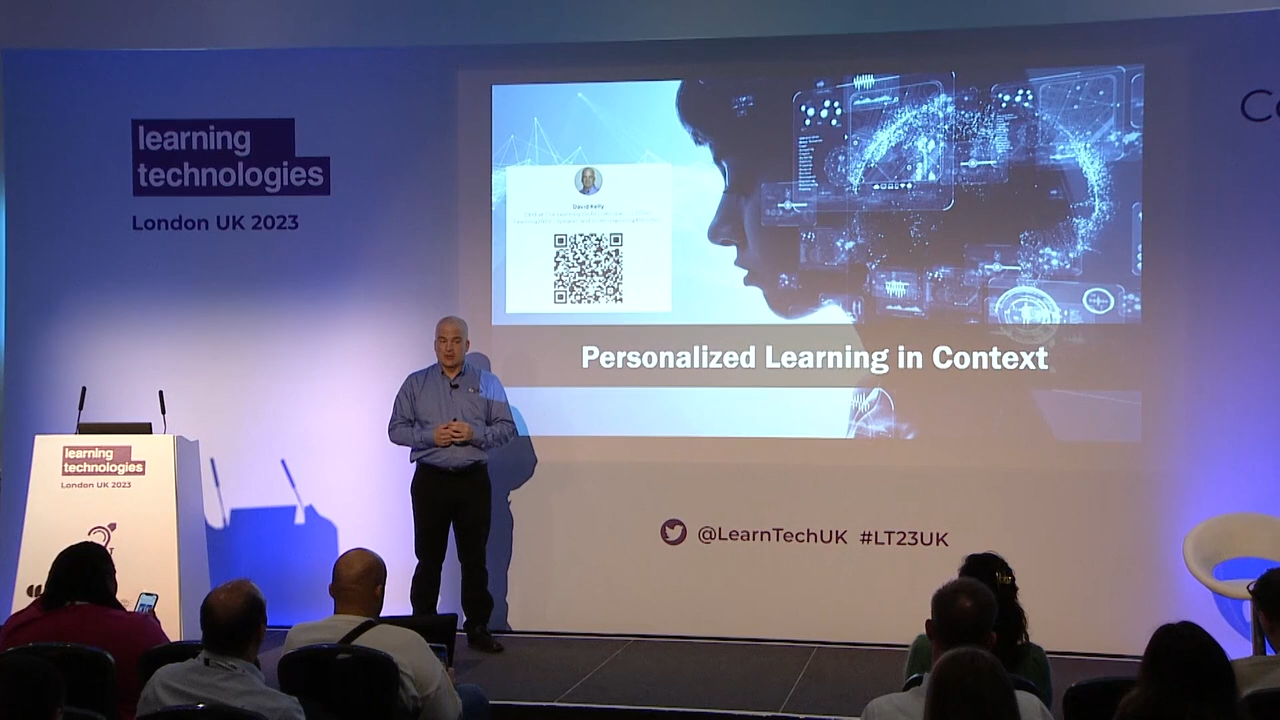 learning
technologies
London UK 2023
David Kelly
Personalized Learning in Context
@LearnTechUK #LT23UK
learning
technologies
London UK 2023